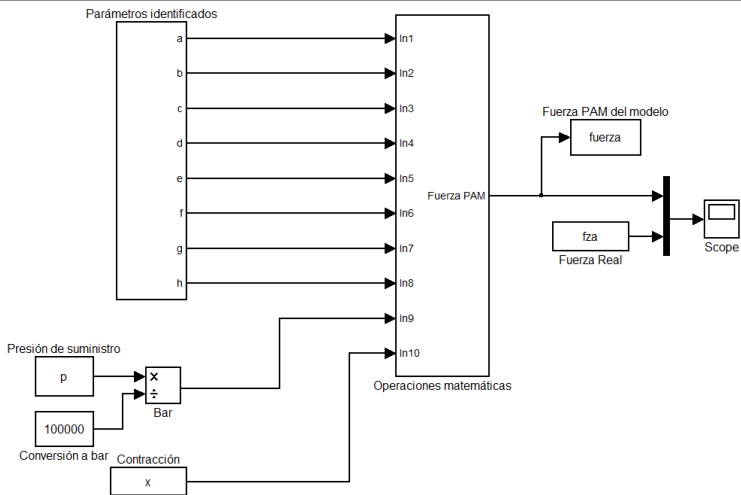 Parámetros identificados
a
b
c
d
e
f
g
h
In1
In2
In3
In4
In5
In6
In7
In8
In9
In10
Fuerza PAM
Operaciones matemáticas
Fuerza PAM del modelo
fuerza
fza
Fuerza Real
Scope
Presión de suministro
p
×
÷
Bar
100000
Conversión a bar
Contracción
x